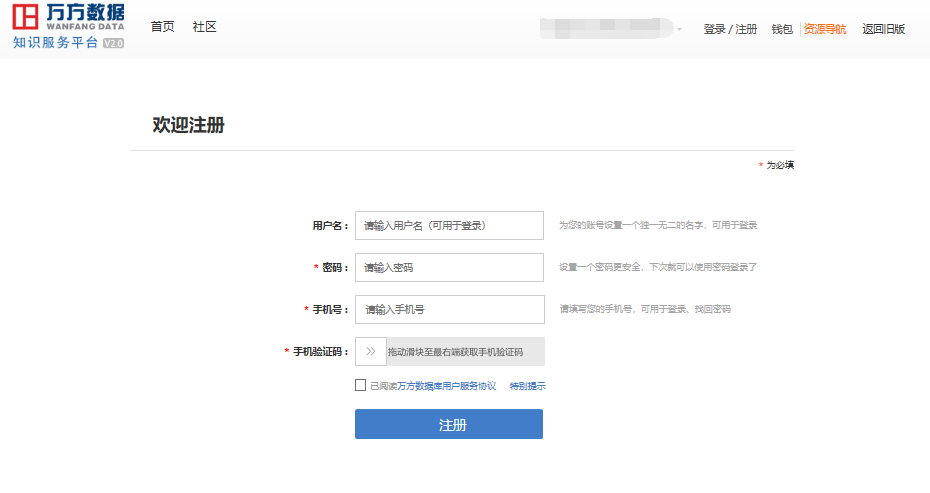 万方数据
WANFANG DATA
知识服务平台 V2.0
首页 社区
登录 / 注册 钱包 资源导航 返回旧版
欢迎注册
* 为必填
用户名： 请输入用户名（可用于登录） 为您的账号设置一个独一无二的名字，可用于登录
* 密码： 请输入密码 设置一个密码更安全，下次就可以使用密码登录了
* 手机号： 请输入手机号 请填写您的手机号，可用于登录、找回密码
* 手机验证码： 拖动滑块至最右端获取手机验证码
已阅读万方数据库用户服务协议 特别提示
注册